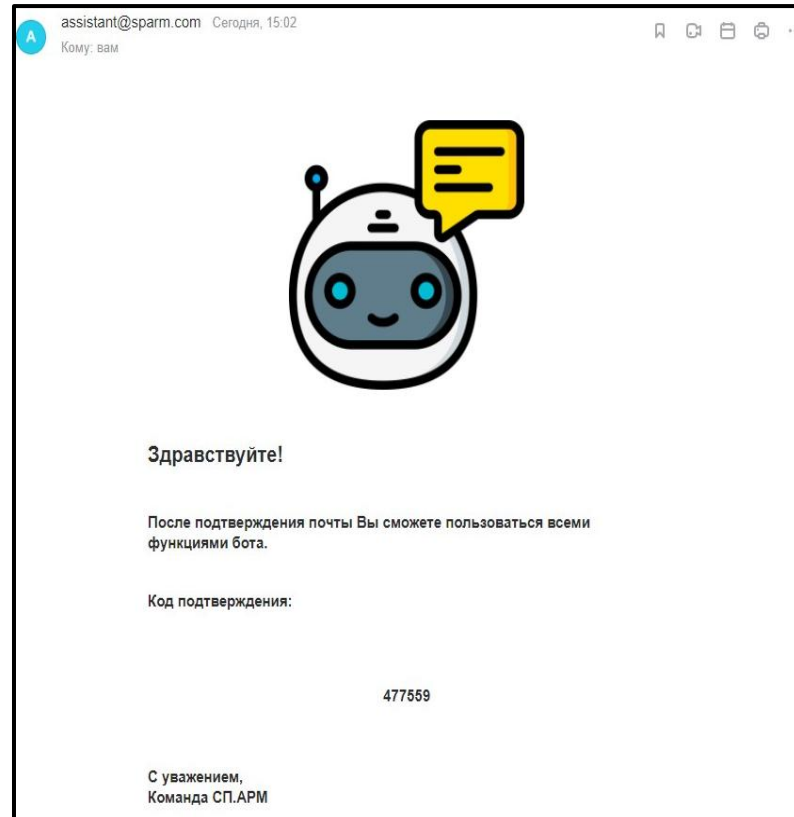 assistant@sparm.com Сегодня, 15:02
А
Кому: вам
Здравствуйте!
После подтверждения почты Вы сможете пользоваться всеми
функциями бота.
Код подтверждения:
477559
С уважением,
Команда СП.АРМ